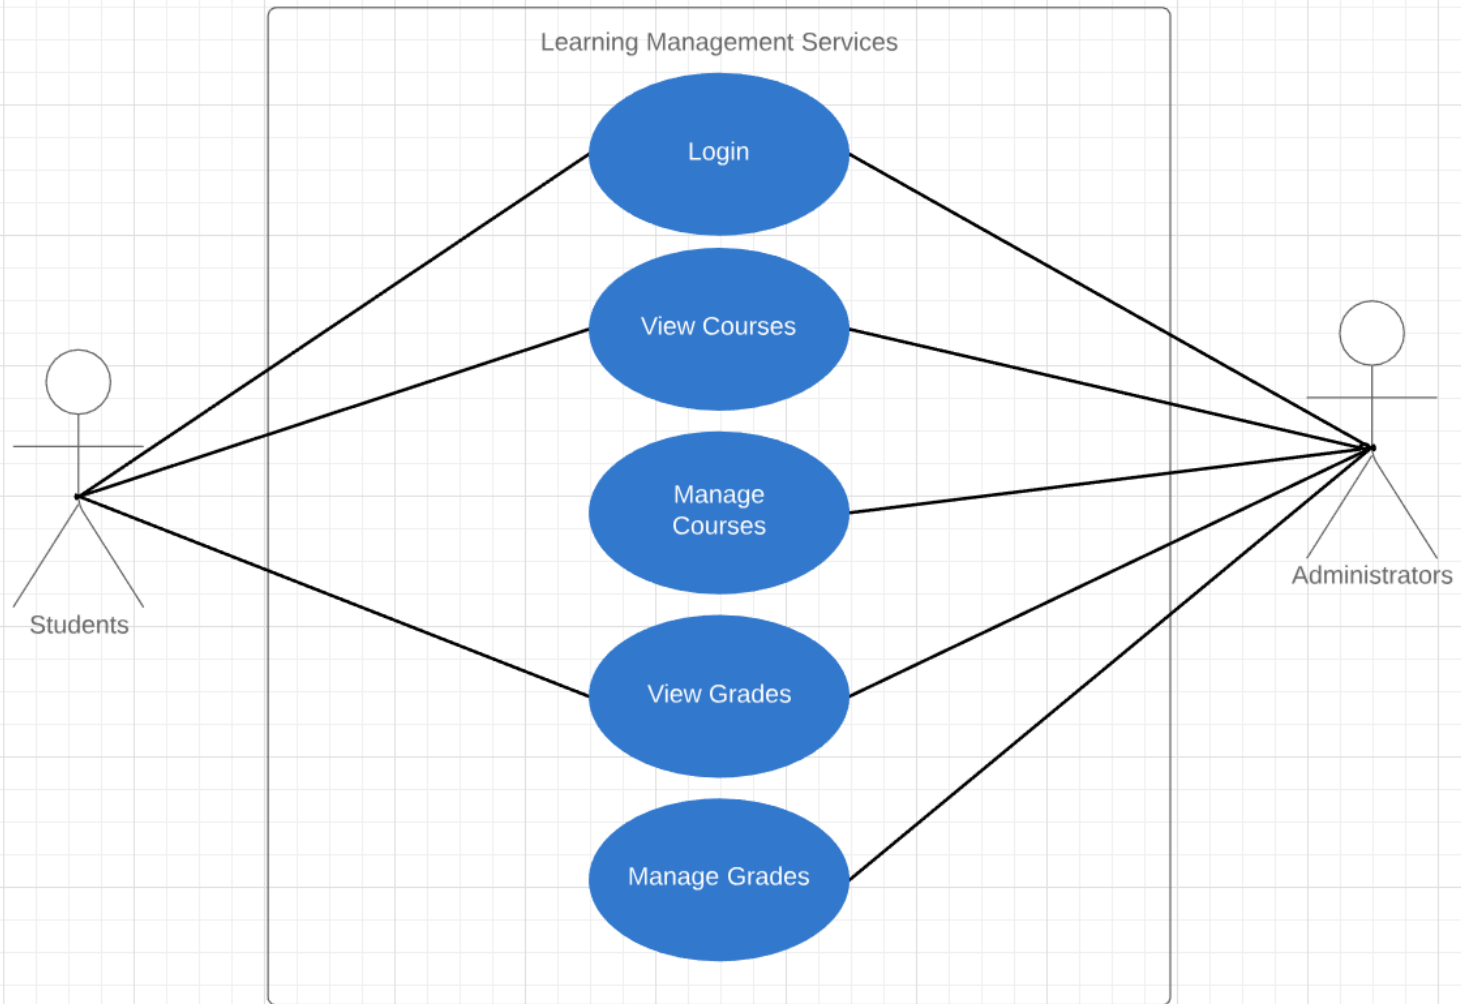 Learning Management Services
Login
View Courses
Manage
Courses
View Grades
Manage Grades
Students
Administrators